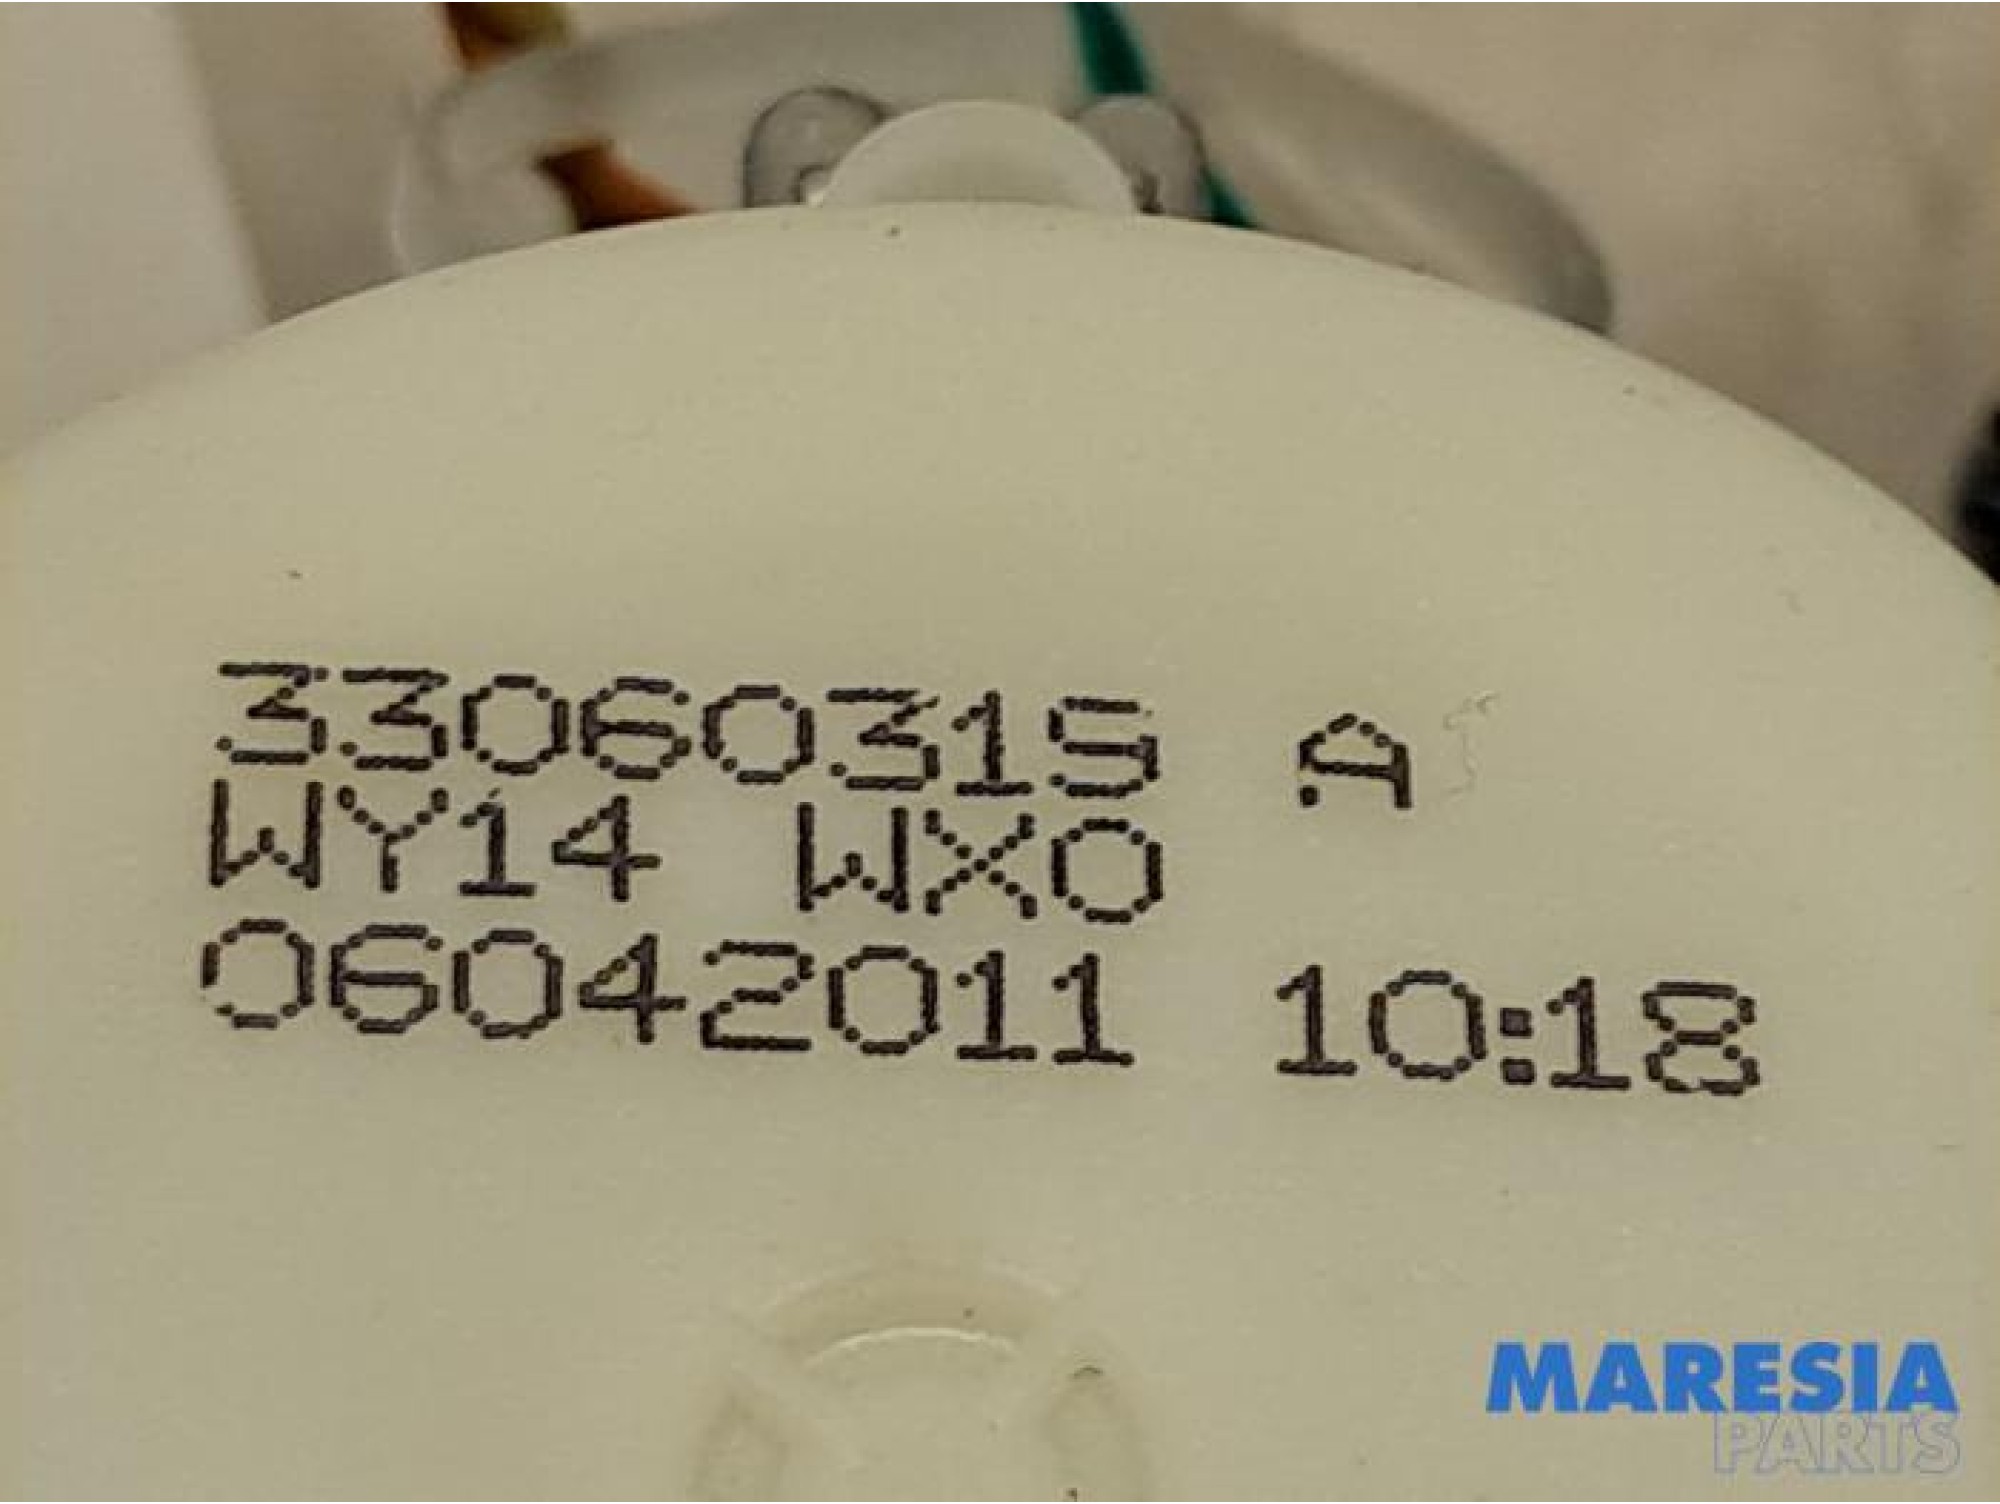 3306031S A
WY14 WX0
06042011 10:18
MARESIA
PARTS